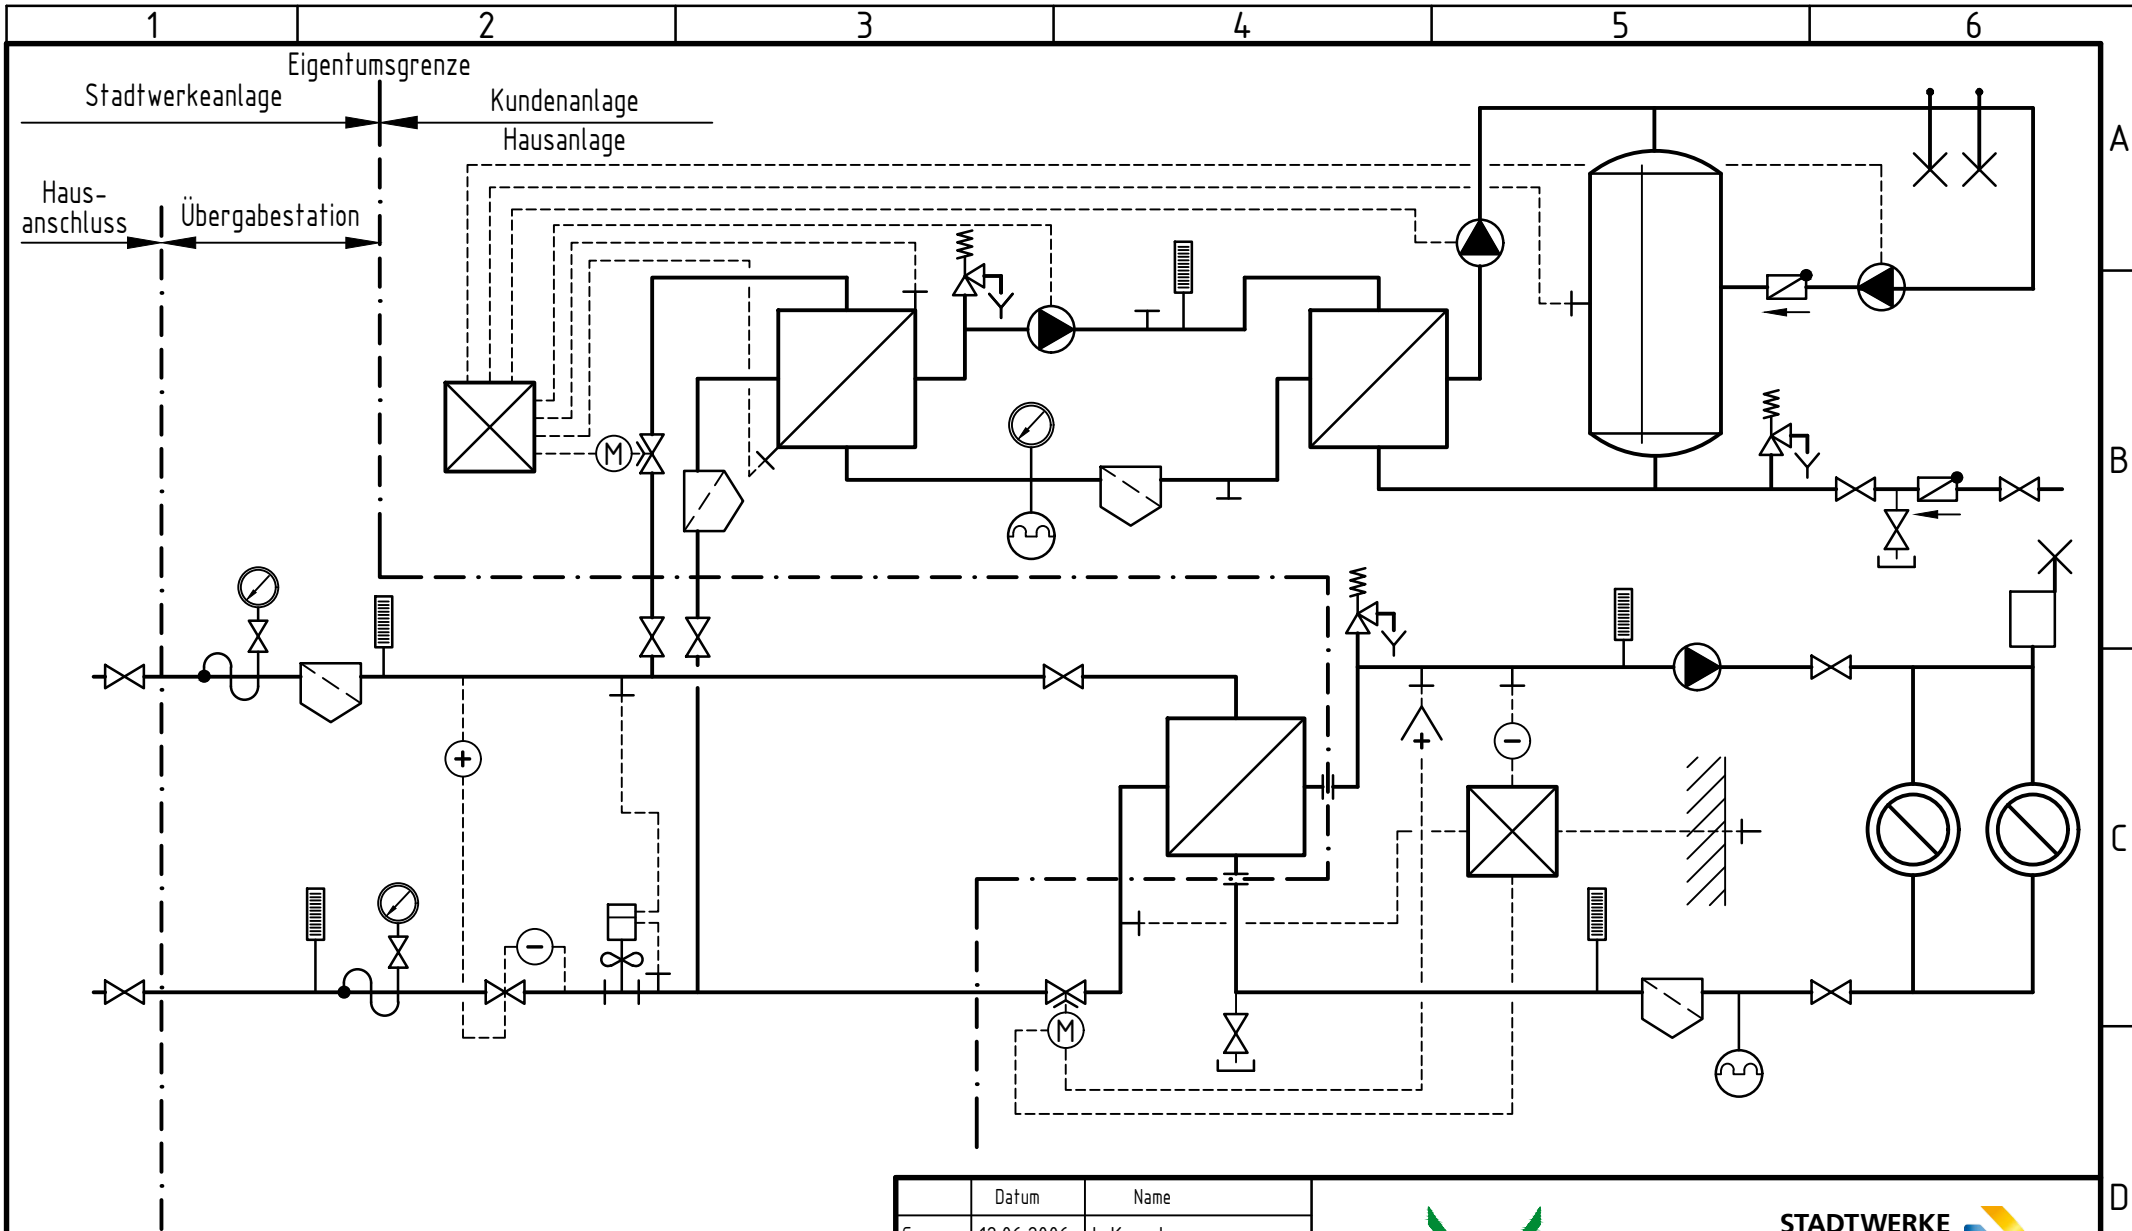 1 2 3 4 5 6
Eigentumsgrenze
Stadtwerkeanlage
Kundenanlage
Hausanlage
A
Haus-
anschluss
Übergabestation
M
B
+
+
−
C
−
M
Datum Name
D
STADTWERKE